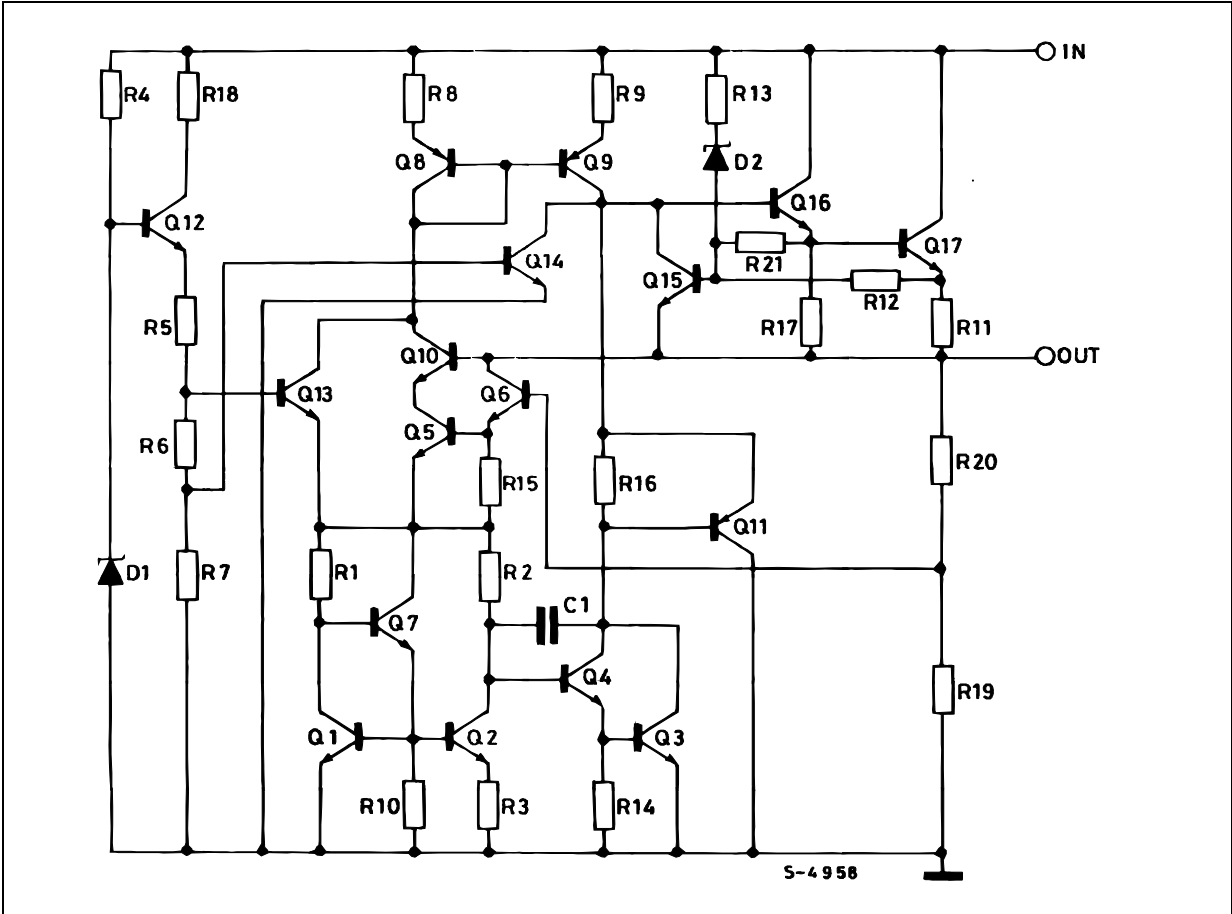 IN
R4 R18 R8 R9 R13
Q8 Q9 D2
Q12 Q16
Q14 R21 Q17
Q15 R12
R5 R17 R11
Q10 OUT
Q13 Q6
Q5
R6 R20
R15 R16
Q11
D1 R7 R1 R2
C1
Q7
Q4 R19
Q1 Q2 Q3
R10 R3 R14
S-4958